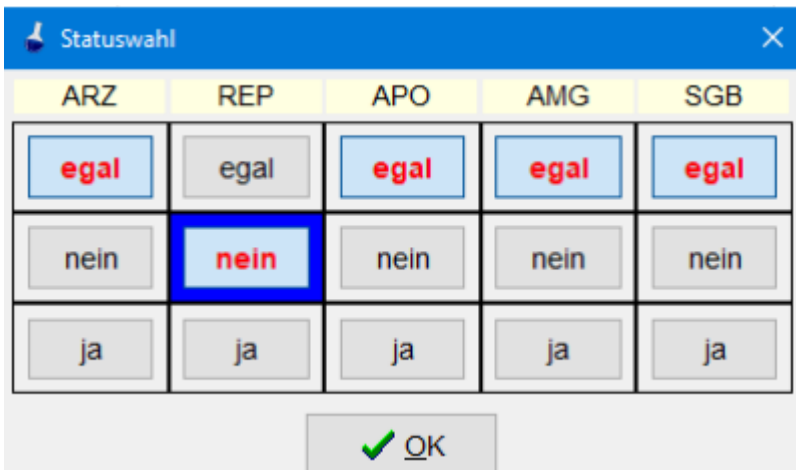 Statuswahl
ARZ REP APO AMG SGB
egal egal egal egal egal
nein nein nein nein nein
ja ja ja ja ja
OK